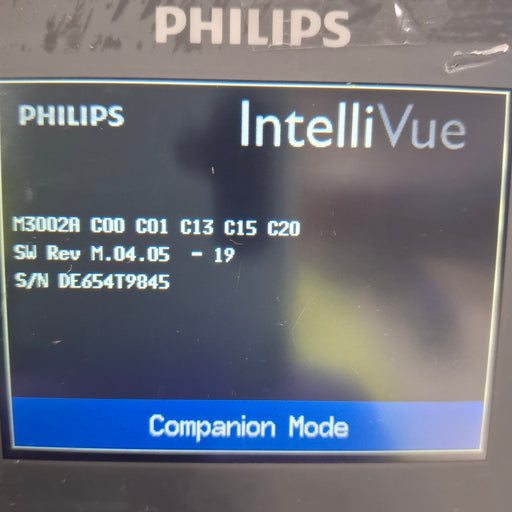 PHILIPS
PHILIPS IntelliVue
M3002A C00 C01 C13 C15 C20
SW Rev M.04.05 - 19
S/N DE654T9845
Companion Mode